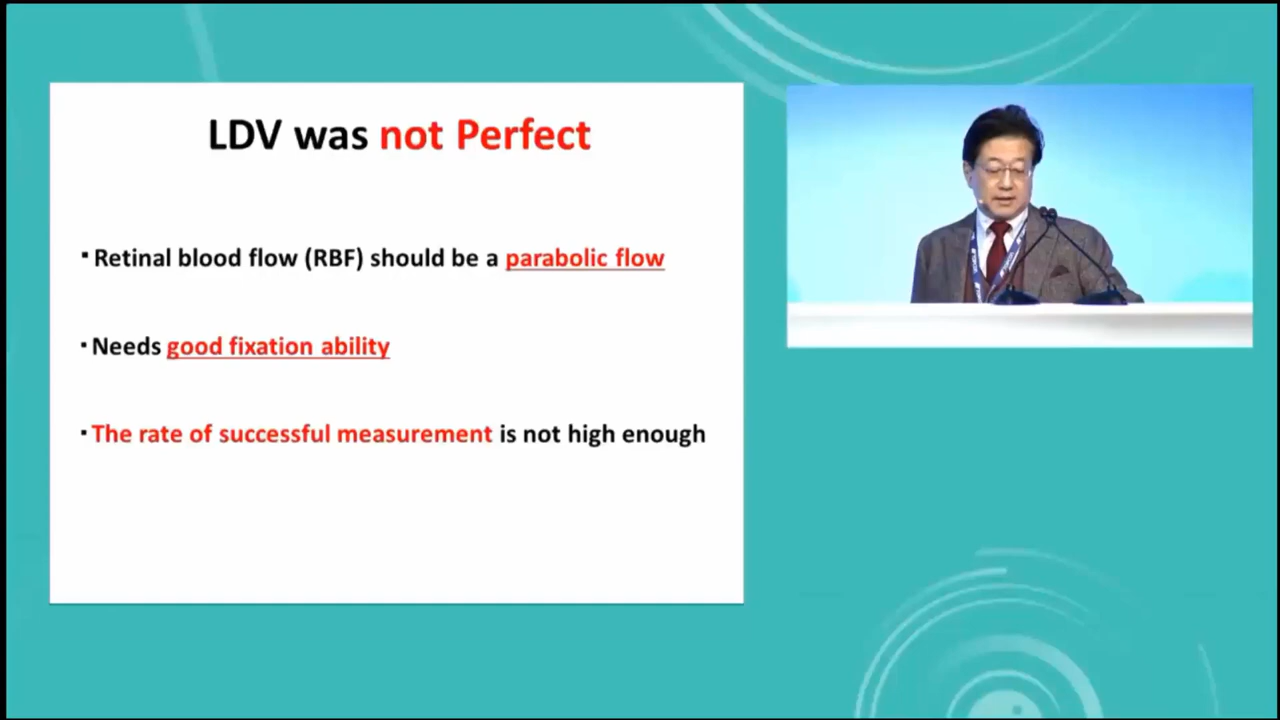 LDV was not Perfect
▪Retinal blood flow (RBF) should be a parabolic flow
▪Needs good fixation ability
▪The rate of successful measurement is not high enough